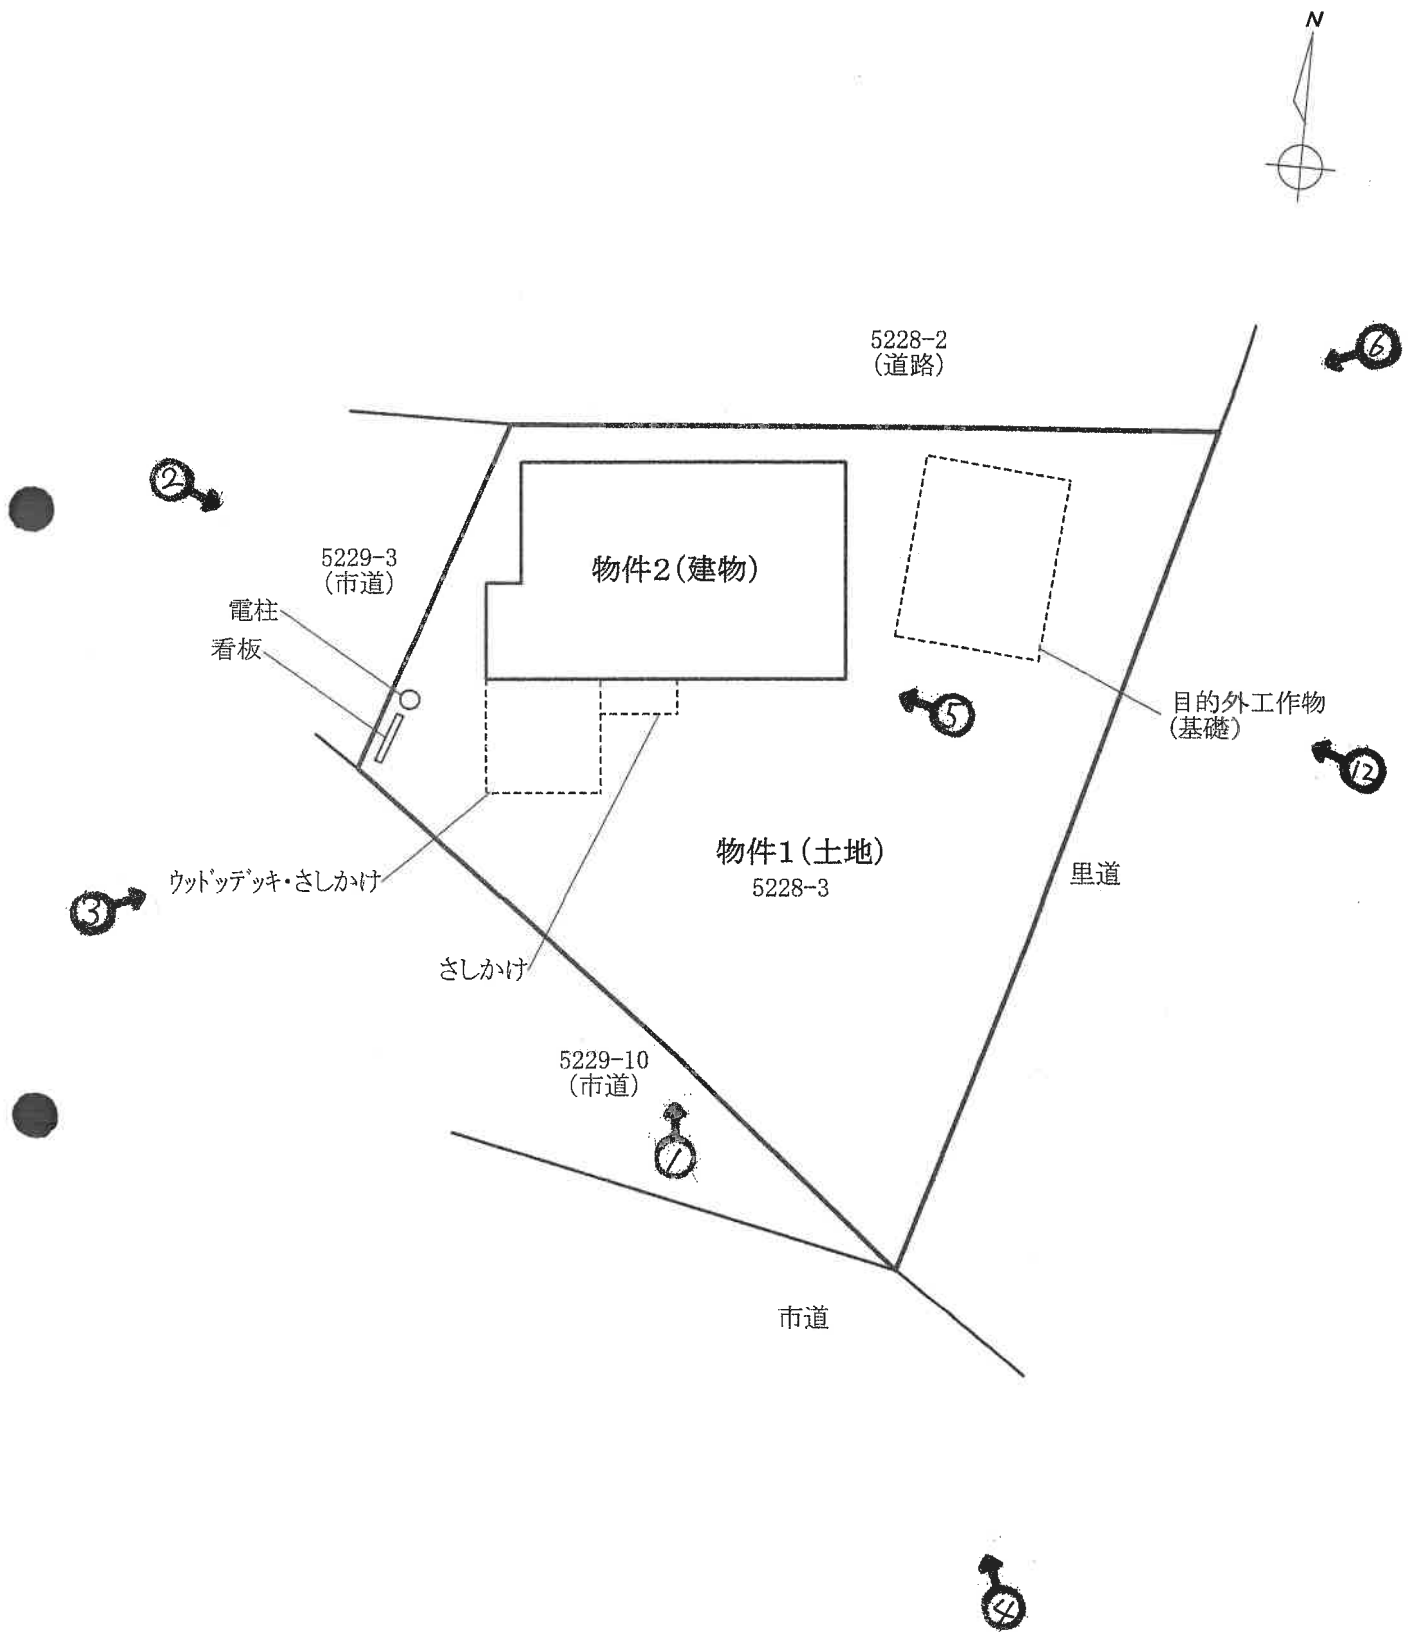 N
5228-2
(道路)
⑥
②
5229-3
(市道)
物件2(建物)
電柱
看板
⑤
目的外工作物
(基礎)
⑫
物件1(土地)
5228-3
里道
ウッドッデッキ・さしかけ
③
さしかけ
5229-10
(市道)
①
市道
④